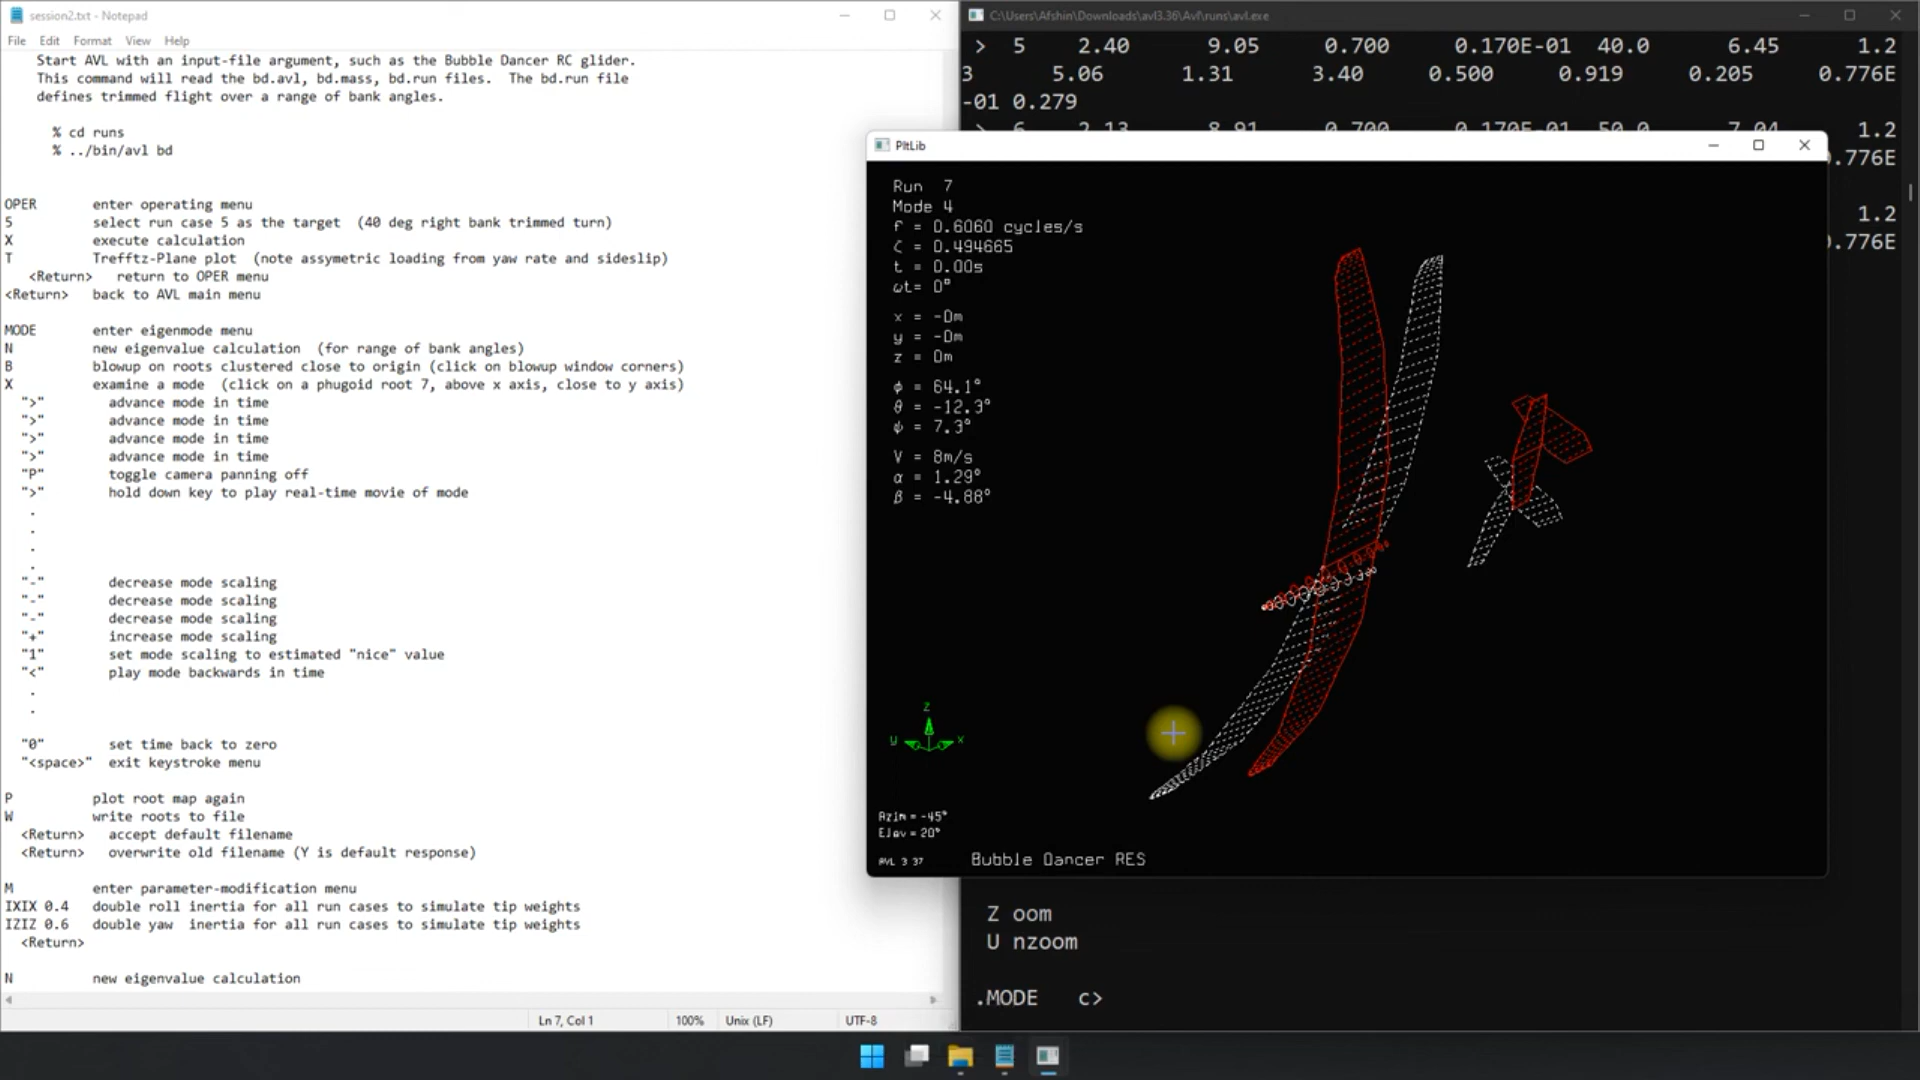 session2.txt - Notepad
File Edit Format View Help
Start AVL with an input-file argument, such as the Bubble Dancer RC glider.
This command will read the bd.avl, bd.mass, bd.run files. The bd.run file
defines trimmed flight over a range of bank angles.
% cd runs
% ../bin/avl bd
OPER enter operating menu
5 select run case 5 as the target (40 deg right bank trimmed turn)
X execute calculation
T Trefftz-Plane plot (note assymetric loading from yaw rate and sideslip)
<Return> return to OPER menu
<Return> back to AVL main menu
MODE enter eigenmode menu
N new eigenvalue calculation (for range of bank angles)
B blowup on roots clustered close to origin (click on blowup window corners)
X examine a mode (click on a phugoid root 7, above x axis, close to y axis)
">" advance mode in time
">" advance mode in time
">" advance mode in time
">" advance mode in time
"P" toggle camera panning off
">" hold down key to play real-time movie of mode
.
.
.
.
"-" decrease mode scaling
"-" decrease mode scaling
"-" decrease mode scaling
"+" increase mode scaling
"1" set mode scaling to estimated "nice" value
"<" play mode backwards in time
.
.
"0" set time back to zero
"<space>" exit keystroke menu
P plot root map again
W write roots to file
<Return> accept default filename
<Return> overwrite old filename (Y is default response)
M enter parameter-modification menu
IXIX 0.4 double roll inertia for all run cases to simulate tip weights
IZIZ 0.6 double yaw inertia for all run cases to simulate tip weights
<Return>
N new eigenvalue calculation
Ln 7, Col 1 100% Unix (LF) UTF-8
C:\Users\Afshin\Downloads\avl3.36\Avl\runs\avl.exe
> 5 2.40 9.05 0.700 0.170E-01 40.0 6.45 1.2
3 5.06 1.31 3.40 0.500 0.919 0.205 0.776E
-01 0.279
1.2
.776E
1.2
.776E
PltLib
Run 7
Mode 4
f = 0.6060 cycles/s
ζ = 0.494665
t = 0.00s
ωt= 0°
x = -0m
y = -0m
z = 0m
ϕ = 64.1°
θ = -12.3°
ψ = 7.3°
V = 8m/s
α = 1.29°
β = -4.88°
z
y x
Azim = -45°
Elev = 20°
AVL 3 37
Bubble Dancer RES
Z oom
U nzoom
.MODE c>